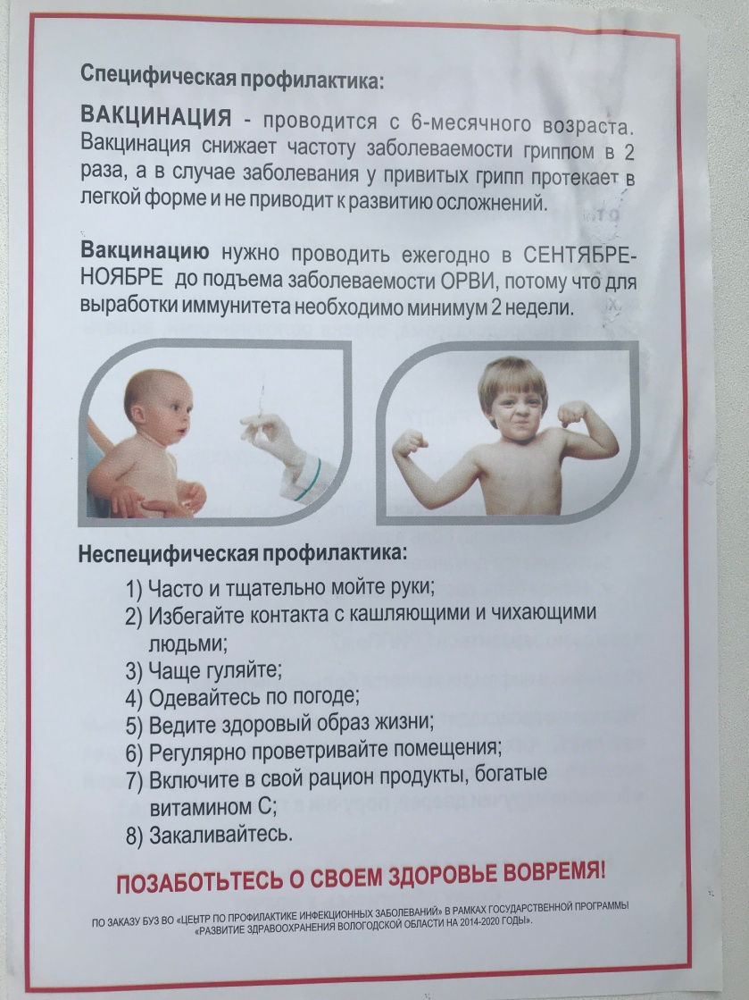 Специфическая профилактика:
ВАКЦИНАЦИЯ - проводится с 6-месячного возраста.
Вакцинация снижает частоту заболеваемости гриппом в 2
раза, а в случае заболевания у привитых грипп протекает в
легкой форме и не приводит к развитию осложнений.
Вакцинацию нужно проводить ежегодно в СЕНТЯБРЕ-
НОЯБРЕ до подъема заболеваемости ОРВИ, потому что для
выработки иммунитета необходимо минимум 2 недели.
Неспецифическая профилактика:
1) Часто и тщательно мойте руки;
2) Избегайте контакта с кашляющими и чихающими
людьми;
3) Чаще гуляйте;
4) Одевайтесь по погоде;
5) Ведите здоровый образ жизни;
6) Регулярно проветривайте помещения;
7) Включите в свой рацион продукты, богатые
витамином С;
8) Закаливайтесь.
ПОЗАБОТЬТЕСЬ О СВОЕМ ЗДОРОВЬЕ ВОВРЕМЯ!
ПО ЗАКАЗУ БУЗ ВО «ЦЕНТР ПО ПРОФИЛАКТИКЕ ИНФЕКЦИОННЫХ ЗАБОЛЕВАНИЙ» В РАМКАХ ГОСУДАРСТВЕННОЙ ПРОГРАММЫ
«РАЗВИТИЕ ЗДРАВООХРАНЕНИЯ ВОЛОГОДСКОЙ ОБЛАСТИ НА 2014-2020 ГОДЫ».